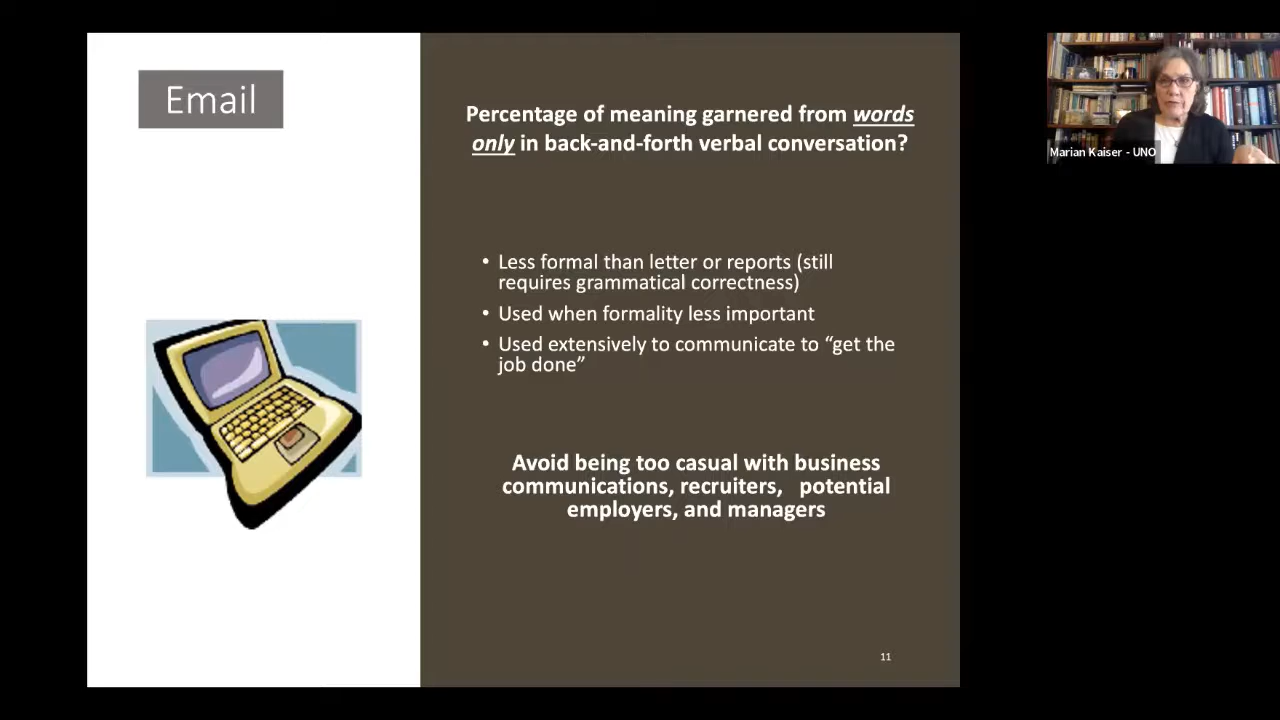 Email
Percentage of meaning garnered from words
only in back-and-forth verbal conversation?
• Less formal than letter or reports (still
requires grammatical correctness)
• Used when formality less important
• Used extensively to communicate to “get the
job done”
Avoid being too casual with business
communications, recruiters,   potential
employers, and managers
11
Marian Kaiser - UNO